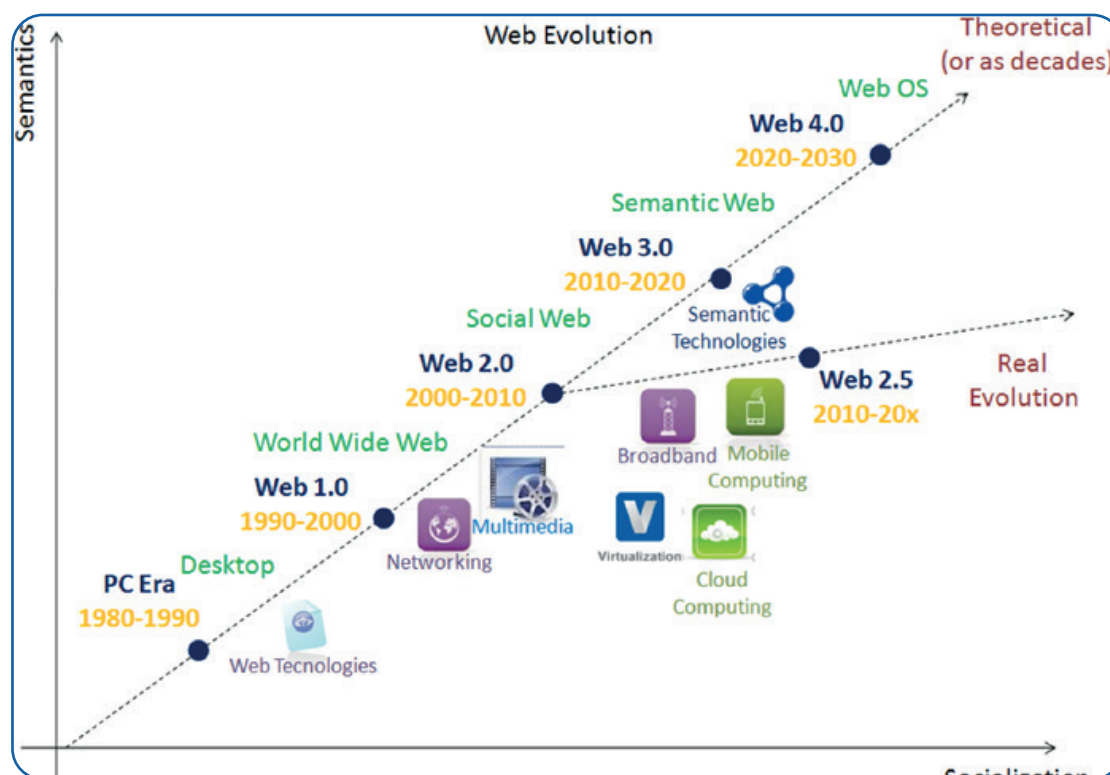 Web Evolution
Semantics
Theoretical
(or as decades)
Web OS
Web 4.0
2020-2030
Semantic Web
Web 3.0
2010-2020
Semantic
Technologies
Social Web
Web 2.0
2000-2010
Web 2.5
2010-20x
Real
Evolution
Broadband
Mobile
Computing
World Wide Web
Web 1.0
1990-2000
Networking
Multimedia
V
Virtualization
Cloud
Computing
Desktop
PC Era
1980-1990
Web Tecnologies
Socialization